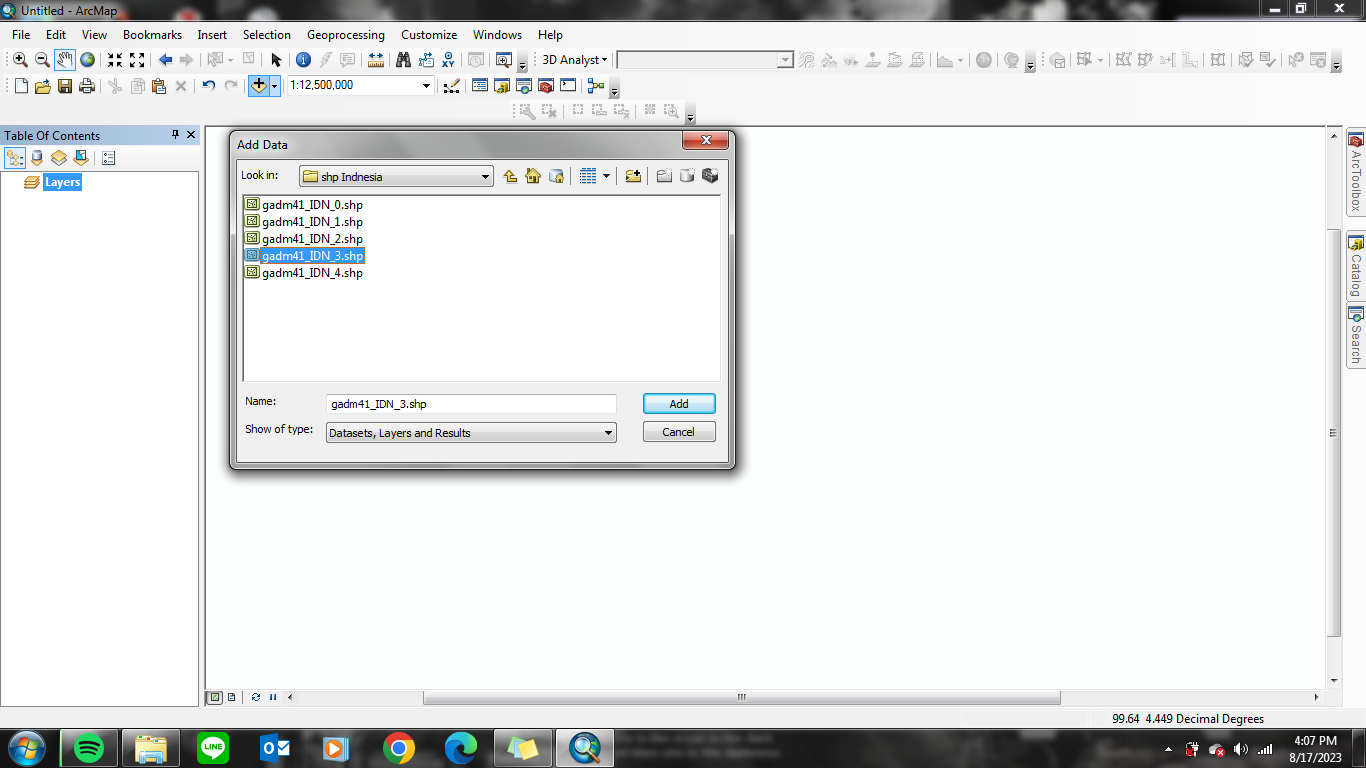 Untitled - ArcMap
File Edit View Bookmarks Insert Selection Geoprocessing Customize Windows Help
3D Analyst
1:12,500,000
Table Of Contents
Layers
Add Data
Look in: shp Indnesia
gadm41_IDN_0.shp
gadm41_IDN_1.shp
gadm41_IDN_2.shp
gadm41_IDN_3.shp
gadm41_IDN_4.shp
Name: gadm41_IDN_3.shp Add
Show of type: Datasets, Layers and Results Cancel
ArcToolbox
Catalog
Search
99.64 4.449 Decimal Degrees
LINE
4:07 PM
8/17/2023